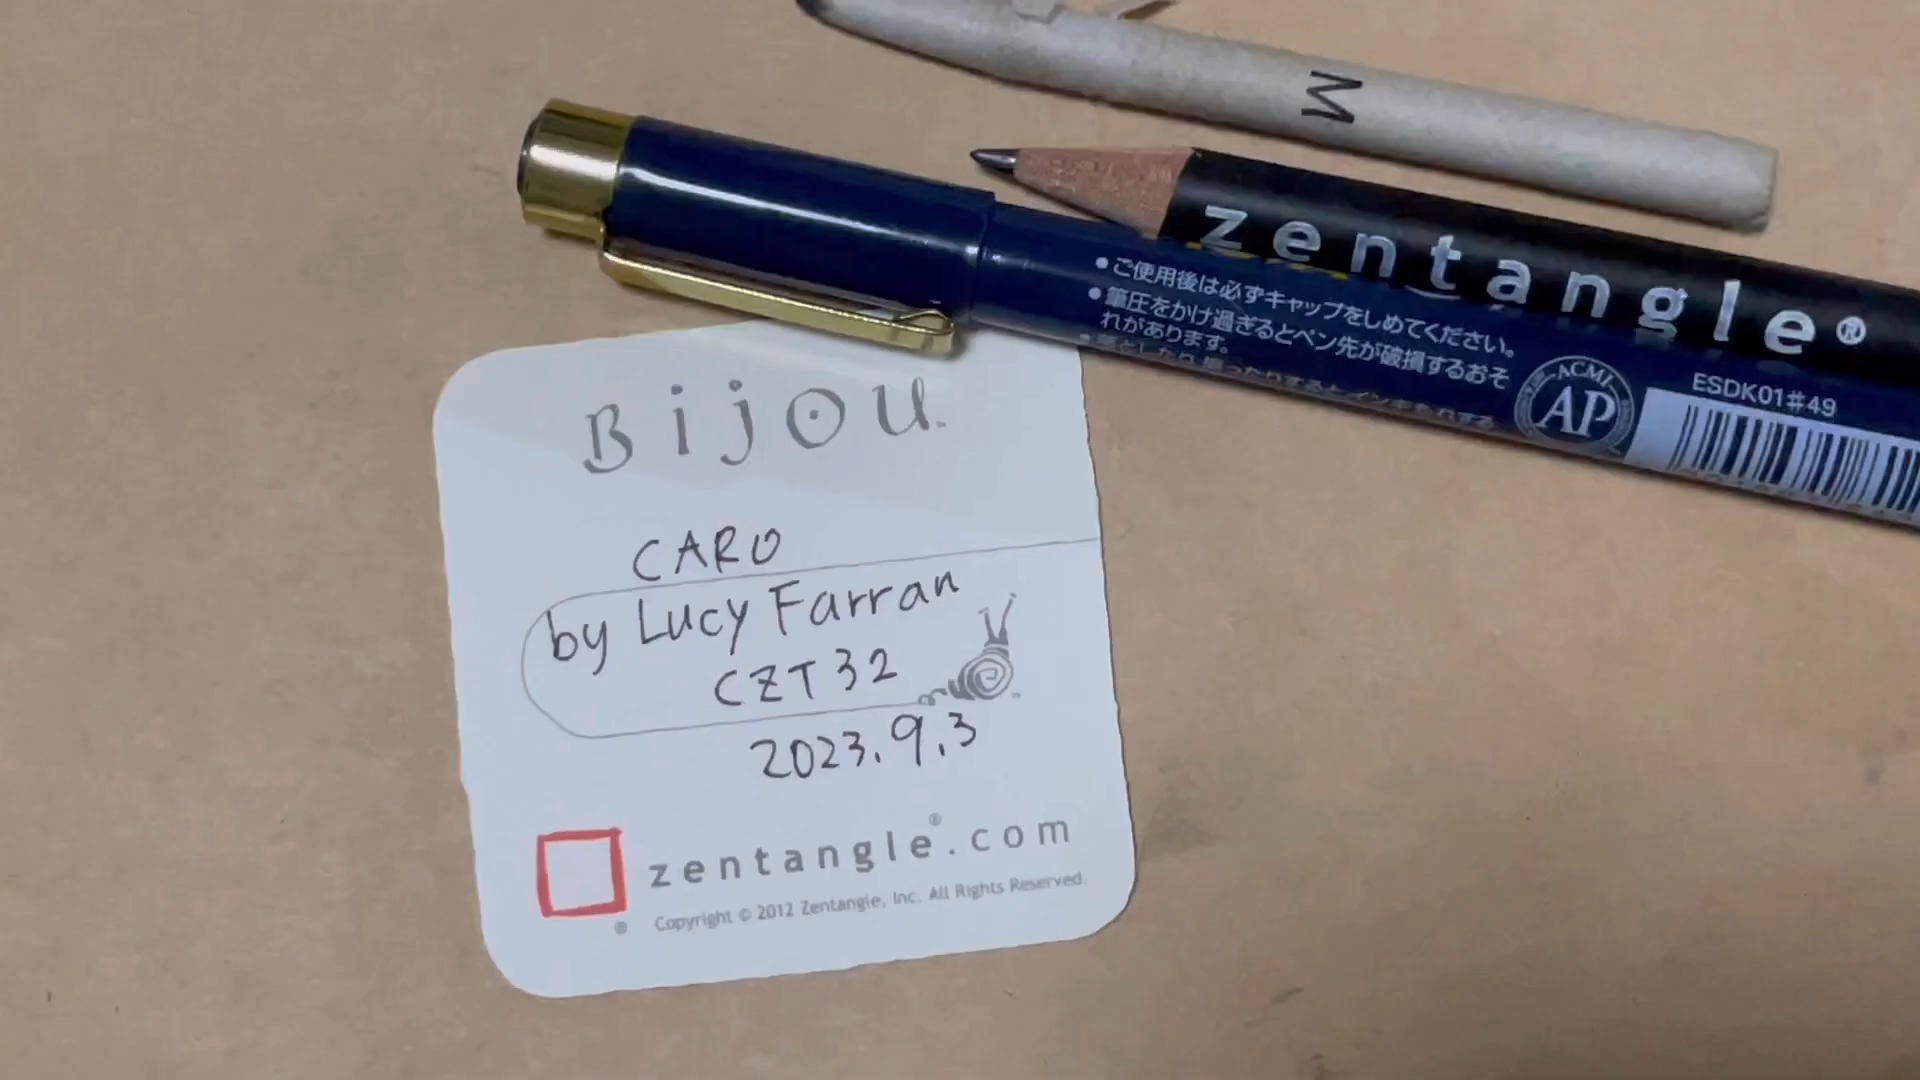 M
zentangle®
●ご使用後は必ずキャップをしめてください。
●筆圧をかけ過ぎるとペン先が破損するおそ
れがあります。
ACMI
AP
ESDK01#49
Bijou™
CARO
by Lucy Farran
CZT32
2023.9.3
zentangle®.com
® Copyright © 2012 Zentangle, Inc. All Rights Reserved.